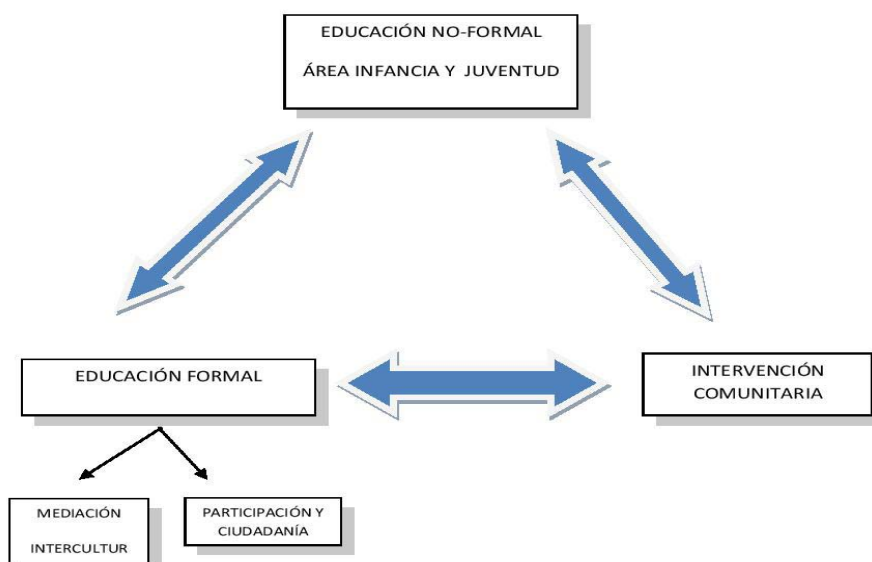 EDUCACIÓN NO-FORMAL
ÁREA INFANCIA Y JUVENTUD
EDUCACIÓN FORMAL
INTERVENCIÓN
COMUNITARIA
MEDIACIÓN
INTERCULTUR
PARTICIPACIÓN Y
CIUDADANÍA